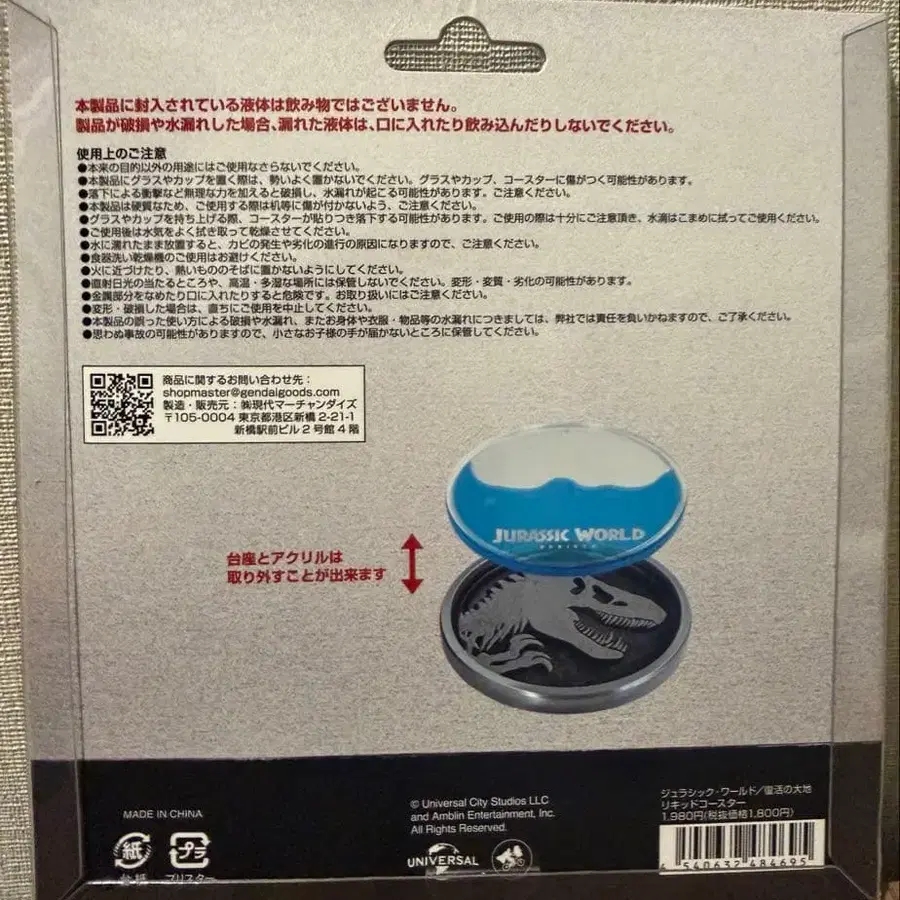 本製品に封入されている液体は飲み物ではございません。
製品が破損や水漏れした場合、漏れた液体は、口に入れたり飲み込んだりしないでください。
使用上のご注意
●本来の目的以外の用途にはご使用なさらないでください。
●本製品にグラスやカップを置く際は、勢いよく置かないでください。グラスやカップ、コースターに傷がつく可能性があります。
●落下による衝撃など無理な力を加えると破損し、水漏れが起こる可能性があります。ご注意ください。
●本製品は硬質なため、ご使用する際は机等に傷が付かないよう、ご注意ください。
●グラスやカップを持ち上げる際、コースターが貼りつき落下する可能性があります。ご使用の際は十分にご注意頂き、水滴はこまめに拭ってご使用ください。
●ご使用後は水気をよく拭き取って乾燥させてください。
●水に濡れたまま放置すると、カビの発生や劣化の進行の原因になりますので、ご注意ください。
●食器洗い乾燥機のご使用はお避けください。
●火に近づけたり、熱いもののそばに置かないようにしてください。
●直射日光の当たるところや、高温・多湿な場所には保管しないでください。変形・変質・劣化の可能性があります。
●金属部分をなめたり口に入れたりすると危険です。お取り扱いにはご注意ください。
●変形・破損した場合は、直ちにご使用を中止してください。
●本製品の誤った使い方による破損や水漏れ、またお身体や衣服・物品等の水漏れにつきましては、弊社では責任を負いかねますので、ご了承ください。
●思わぬ事故の可能性がありますので、小さなお子様の手が届かないところに保管してください。
商品に関するお問い合わせ先：
shopmaster@gendaigoods.com
製造・販売元：㈱現代マーチャンダイズ
〒105-0004 東京都港区新橋 2-21-1
新橋駅前ビル２号館４階
JURASSIC WORLD
REBIRTH
台座とアクリルは
取り外すことが出来ます
MADE IN CHINA
紙
台紙
プラ
ブリスター
© Universal City Studios LLC
and Amblin Entertainment, Inc.
All Rights Reserved.
UNIVERSAL
ジュラシック・ワールド／復活の大地
リキッドコースター
1,980円(税抜価格1,800円)
4 540632 484695